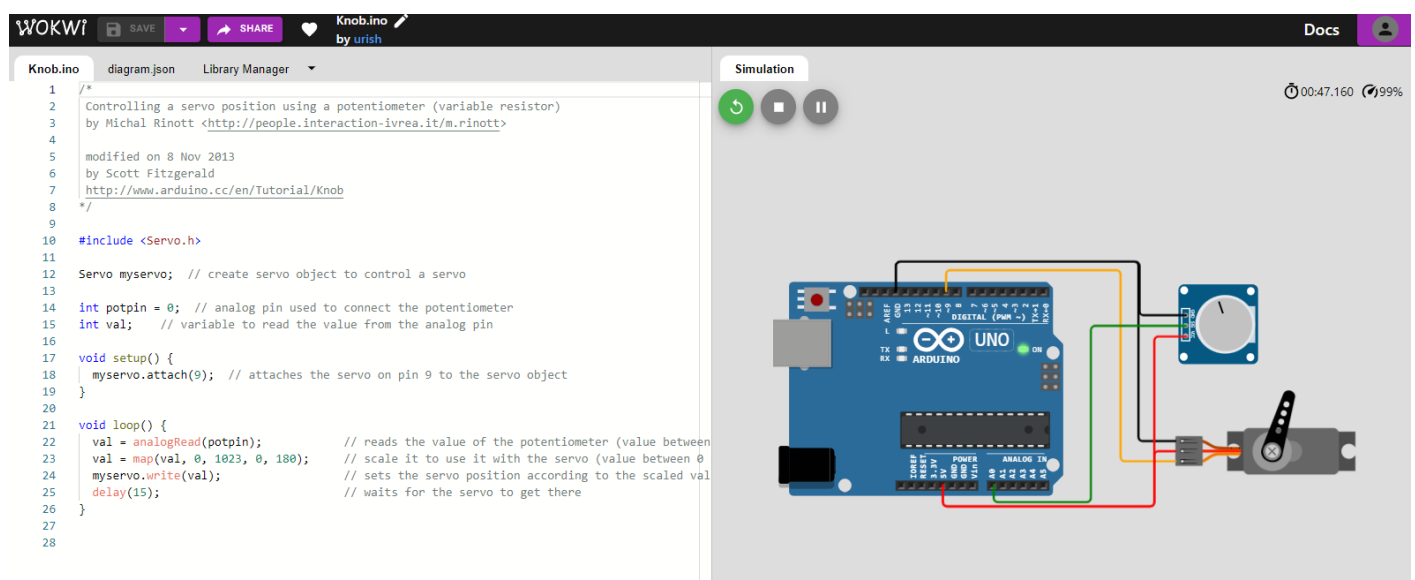 WOKWI SAVE SHARE Knob.ino
by urish
Docs
Knob.ino diagram.json Library Manager
1 /*
2 Controlling a servo position using a potentiometer (variable resistor)
3 by Michal Rinott <http://people.interaction-ivrea.it/m.rinott>
4
5 modified on 8 Nov 2013
6 by Scott Fitzgerald
7 http://www.arduino.cc/en/Tutorial/Knob
8 */
9
10 #include <Servo.h>
11
12 Servo myservo;  // create servo object to control a servo
13
14 int potpin = 0;  // analog pin used to connect the potentiometer
15 int val;    // variable to read the value from the analog pin
16
17 void setup() {
18   myservo.attach(9);  // attaches the servo on pin 9 to the servo object
19 }
20
21 void loop() {
22   val = analogRead(potpin);            // reads the value of the potentiometer (value between
23   val = map(val, 0, 1023, 0, 180);     // scale it to use it with the servo (value between 0
24   myservo.write(val);                  // sets the servo position according to the scaled val
25   delay(15);                           // waits for the servo to get there
26 }
27
28
Simulation
00:47.160 99%
AREF GND 13 12 ~11 ~10 ~9 8 7 ~6 ~5 4 ~3 2 TX→1 RX←0
DIGITAL (PWM ~)
L
TX
RX
ARDUINO
UNO
ON
POWER
ANALOG IN
IOREF RESET 3.3V 5V GND GND Vin A0 A1 A2 A3 A4 A5
GND
SIG
VCC